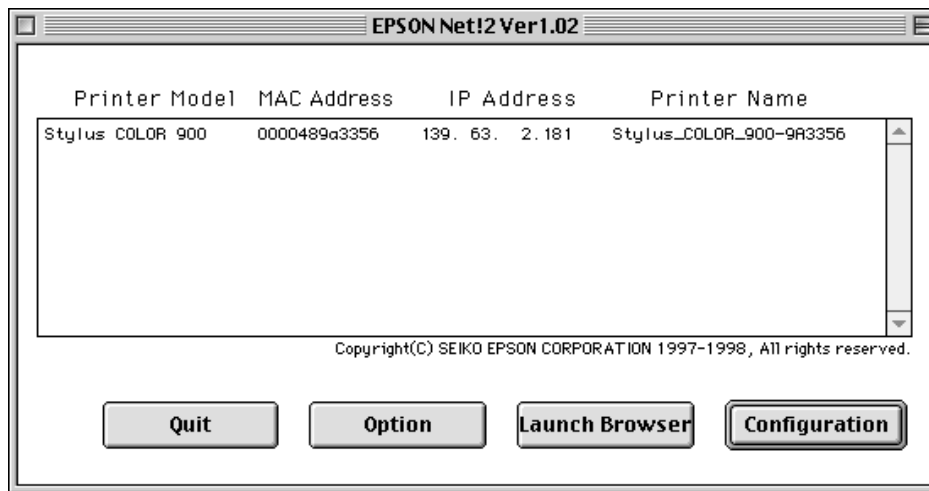 EPSON Net!2 Ver1.02
Printer Model MAC Address IP Address Printer Name
Stylus COLOR 900 0000489a3356 139. 63. 2.181 Stylus_COLOR_900-9A3356
Copyright(C) SEIKO EPSON CORPORATION 1997-1998, All rights reserved.
Quit Option Launch Browser Configuration